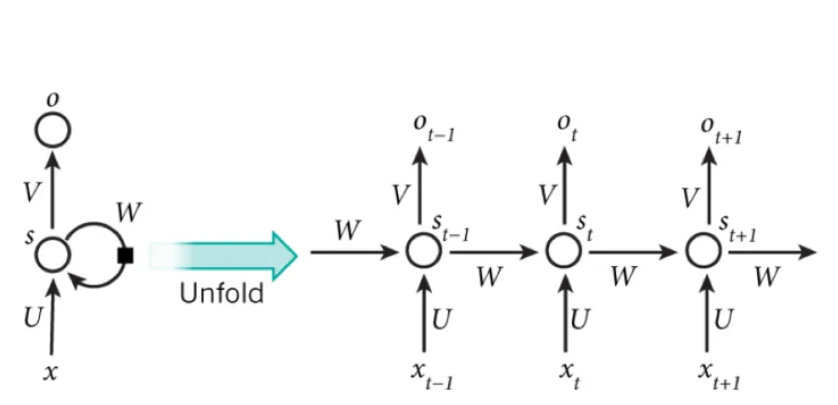 o
V
s
W
U
x
Unfold
W
o_{t-1}
V
s_{t-1}
W
U
x_{t-1}
o_t
V
s_t
W
U
x_t
o_{t+1}
V
s_{t+1}
W
U
x_{t+1}